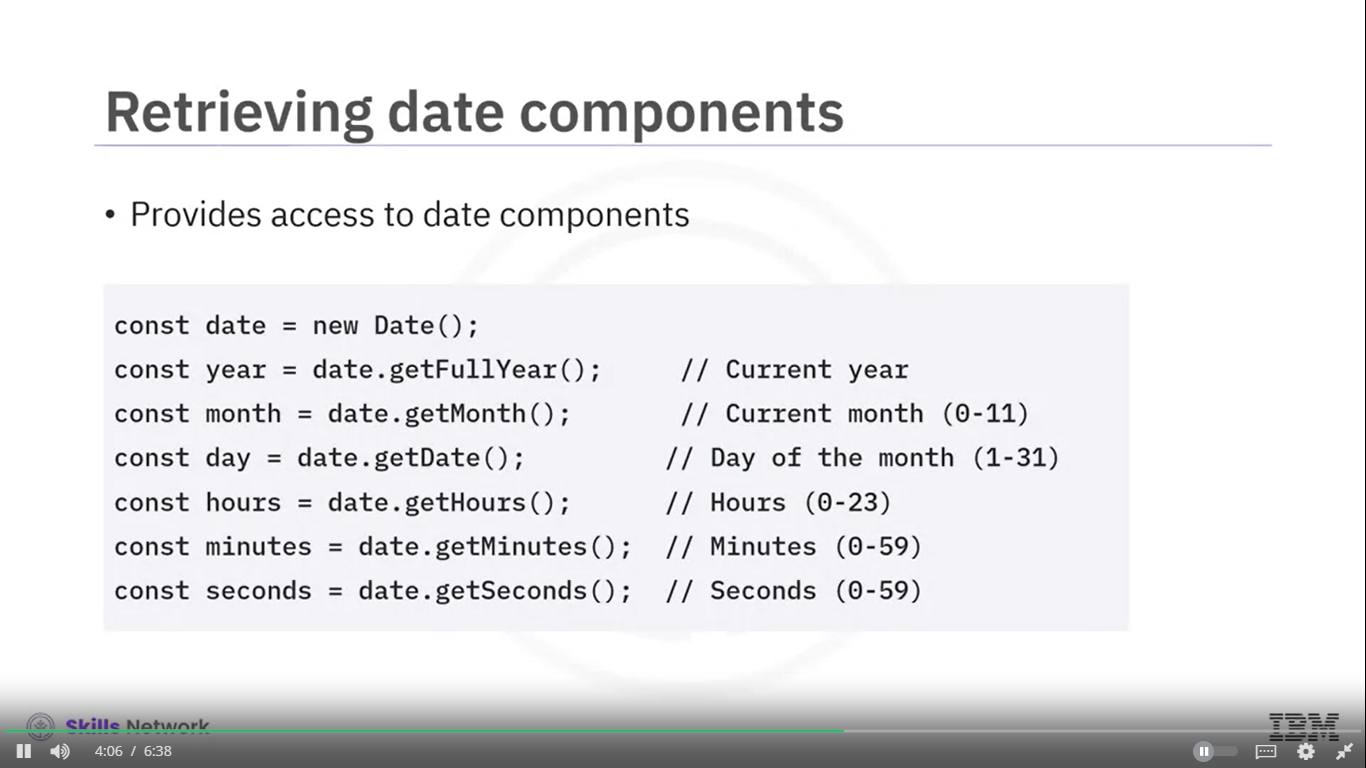 Retrieving date components
• Provides access to date components
const date = new Date();
const year = date.getFullYear();     // Current year
const month = date.getMonth();       // Current month (0-11)
const day = date.getDate();         // Day of the month (1-31)
const hours = date.getHours();      // Hours (0-23)
const minutes = date.getMinutes();  // Minutes (0-59)
const seconds = date.getSeconds();  // Seconds (0-59)
Skills Network
IBM
4:06 / 6:38